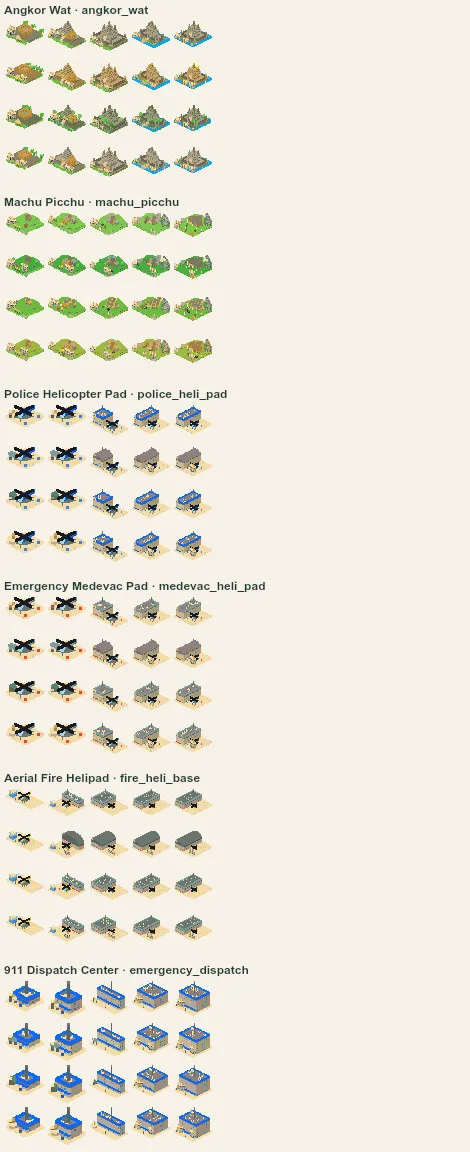 Angkor Wat · angkor_wat
Machu Picchu · machu_picchu
Police Helicopter Pad · police_heli_pad
Emergency Medevac Pad · medevac_heli_pad
Aerial Fire Helipad · fire_heli_base
911 Dispatch Center · emergency_dispatch